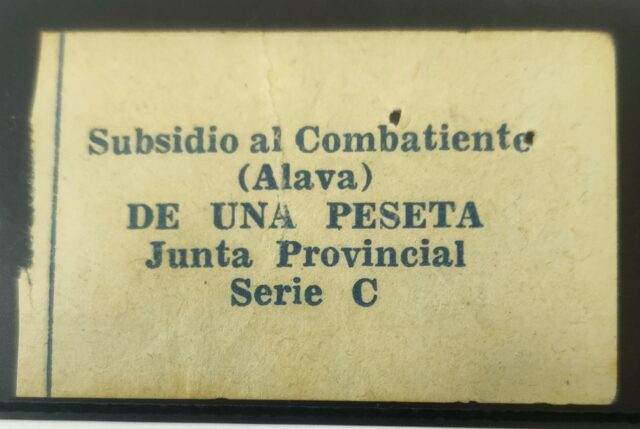 Subsidio al Combatiente
(Alava)
DE UNA PESETA
Junta Provincial
Serie C